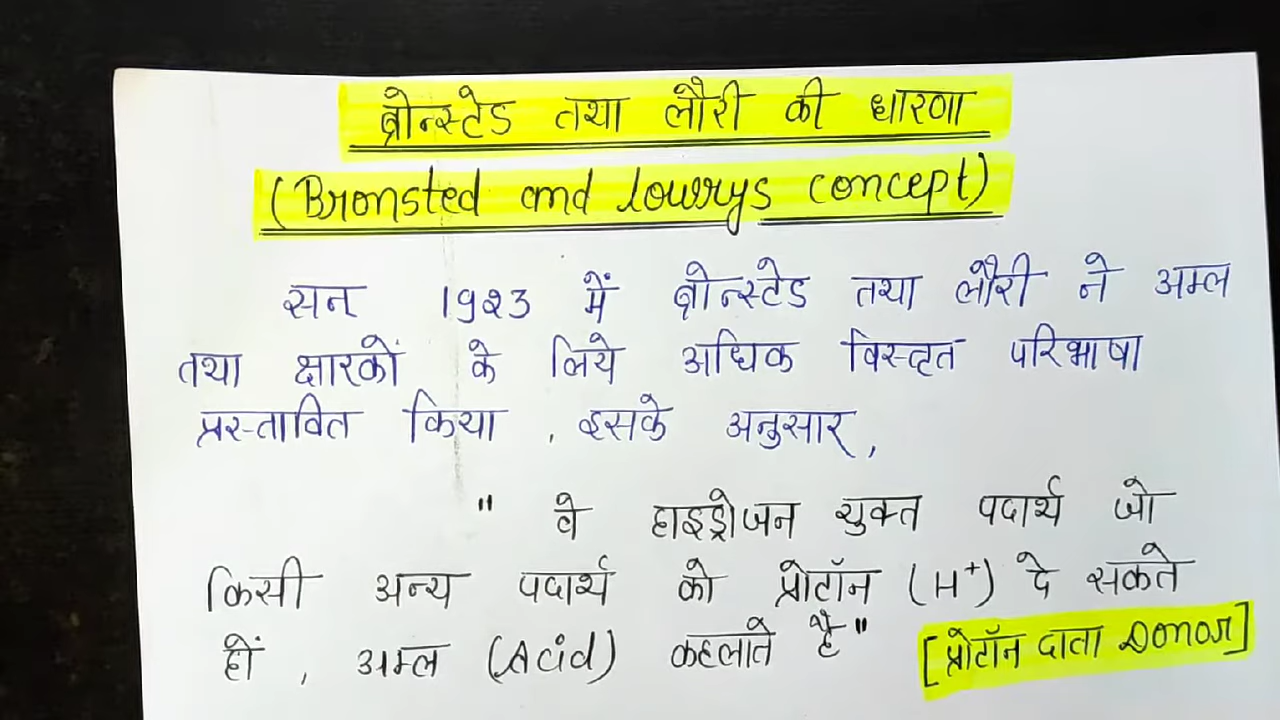 ब्रोन्स्टेड तथा लौरी की धारणा
(Bronsted and lowrys concept)
सन् 1923 में ब्रोन्स्टेड तथा लौरी ने अम्ल
तथा क्षारकों के लिये अधिक विस्तृत परिभाषा
प्रस्तावित किया , इसके अनुसार,
" वे हाइड्रोजन युक्त पदार्थ जो
किसी अन्य पदार्थ को प्रोटॉन (H⁺) दे सकते
हों , अम्ल (Acid) कहलाते है" [प्रोटॉन दाता Donor]